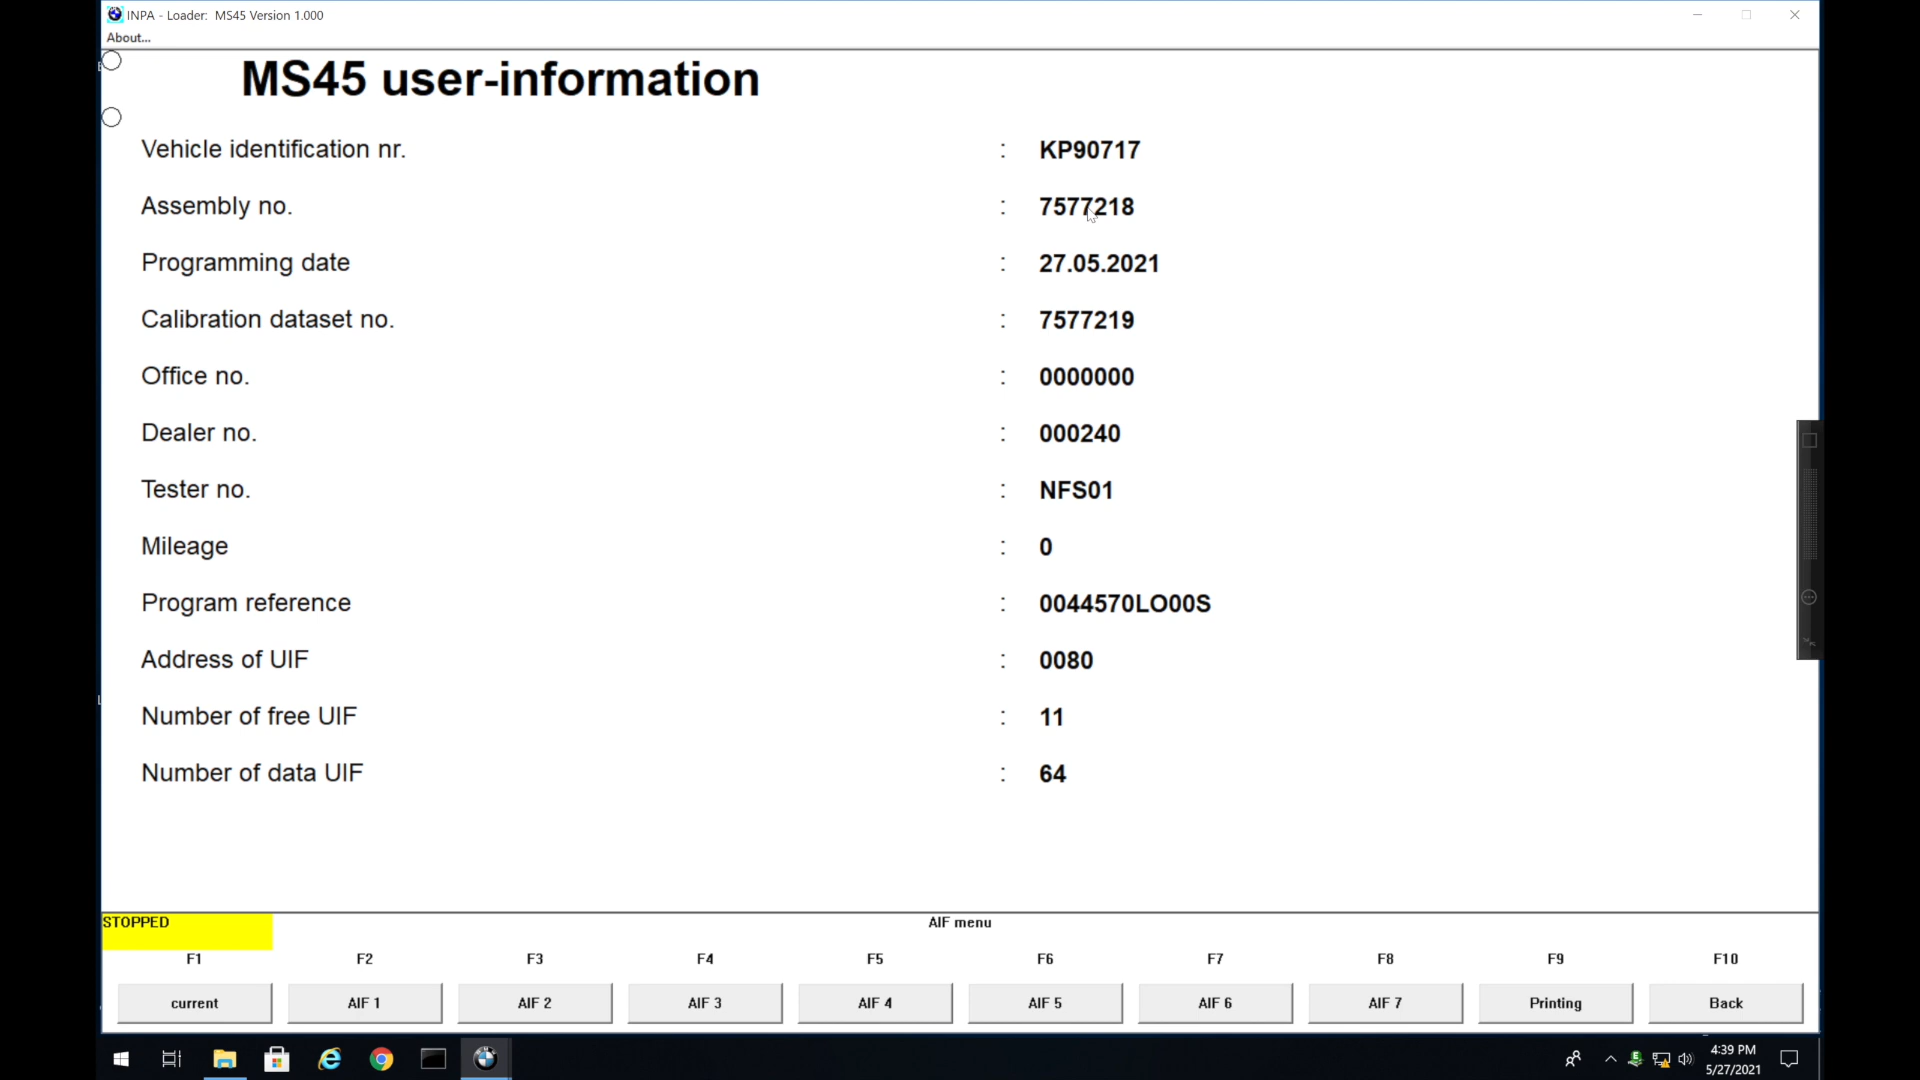 INPA - Loader: MS45 Version 1.000
About...
MS45 user-information
Vehicle identification nr. : KP90717
Assembly no. : 7577218
Programming date : 27.05.2021
Calibration dataset no. : 7577219
Office no. : 0000000
Dealer no. : 000240
Tester no. : NFS01
Mileage : 0
Program reference : 0044570LO00S
Address of UIF : 0080
Number of free UIF : 11
Number of data UIF : 64
STOPPED AIF menu
F1 F2 F3 F4 F5 F6 F7 F8 F9 F10
current AIF 1 AIF 2 AIF 3 AIF 4 AIF 5 AIF 6 AIF 7 Printing Back
4:39 PM
5/27/2021